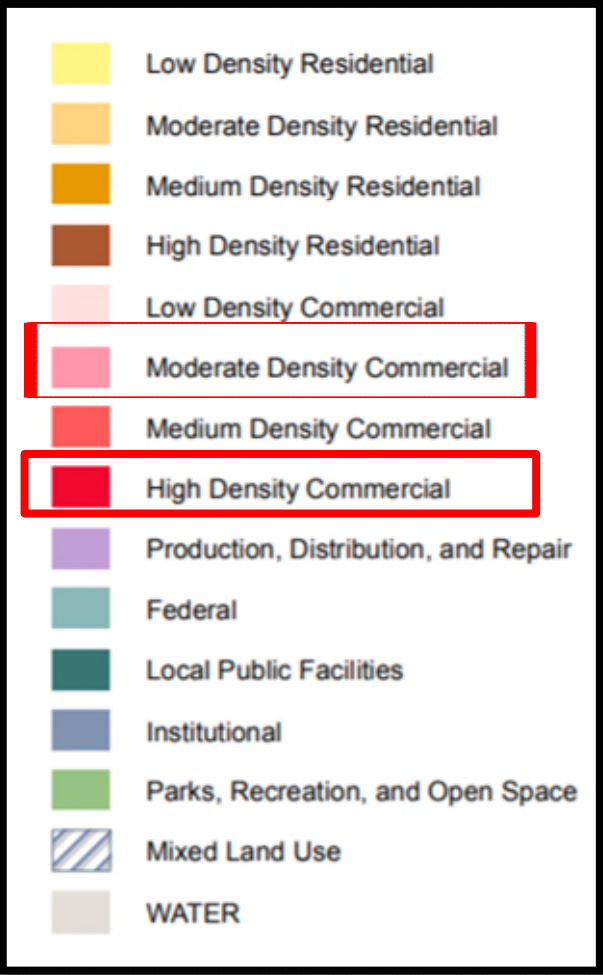 Low Density Residential
Moderate Density Residential
Medium Density Residential
High Density Residential
Low Density Commercial
Moderate Density Commercial
Medium Density Commercial
High Density Commercial
Production, Distribution, and Repair
Federal
Local Public Facilities
Institutional
Parks, Recreation, and Open Space
Mixed Land Use
WATER